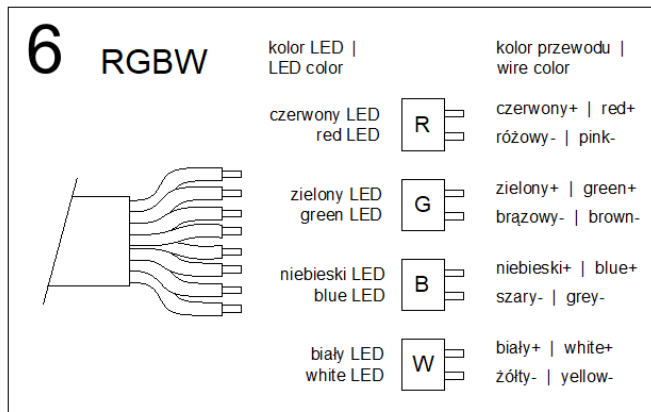 6 RGBW
kolor LED |
LED color
kolor przewodu |
wire color
czerwony LED
red LED
R
czerwony+ | red+
różowy- | pink-
zielony LED
green LED
G
zielony+ | green+
brązowy- | brown-
niebieski LED
blue LED
B
niebieski+ | blue+
szary- | grey-
biały LED
white LED
W
biały+ | white+
żółty- | yellow-